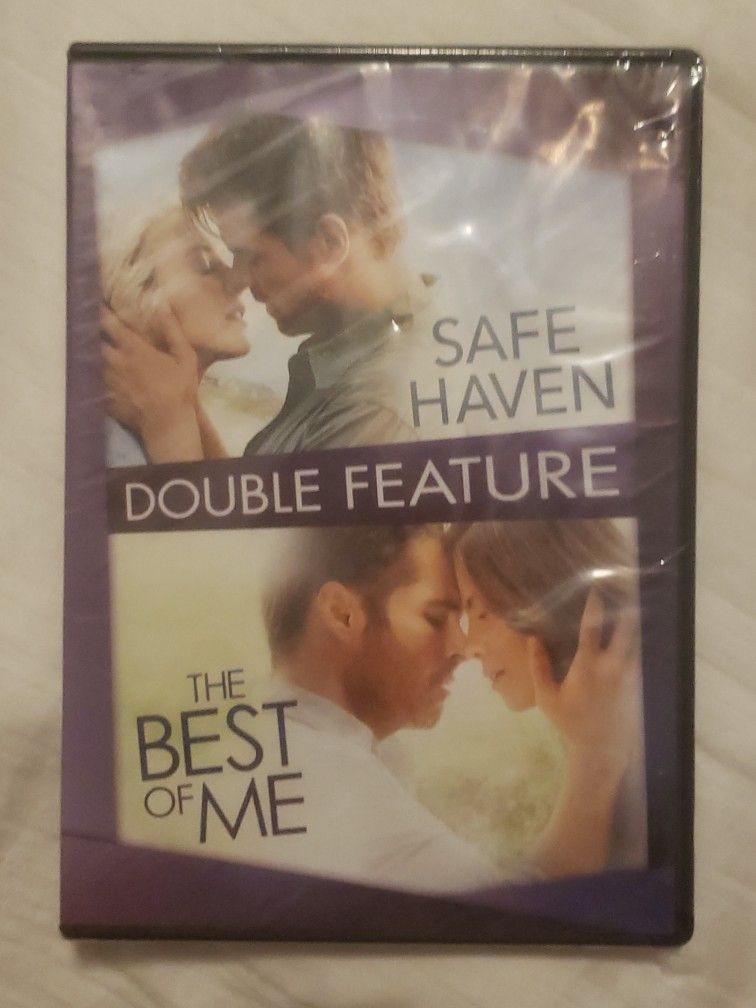 SAFE
HAVEN
DOUBLE FEATURE
THE
BEST
OF ME